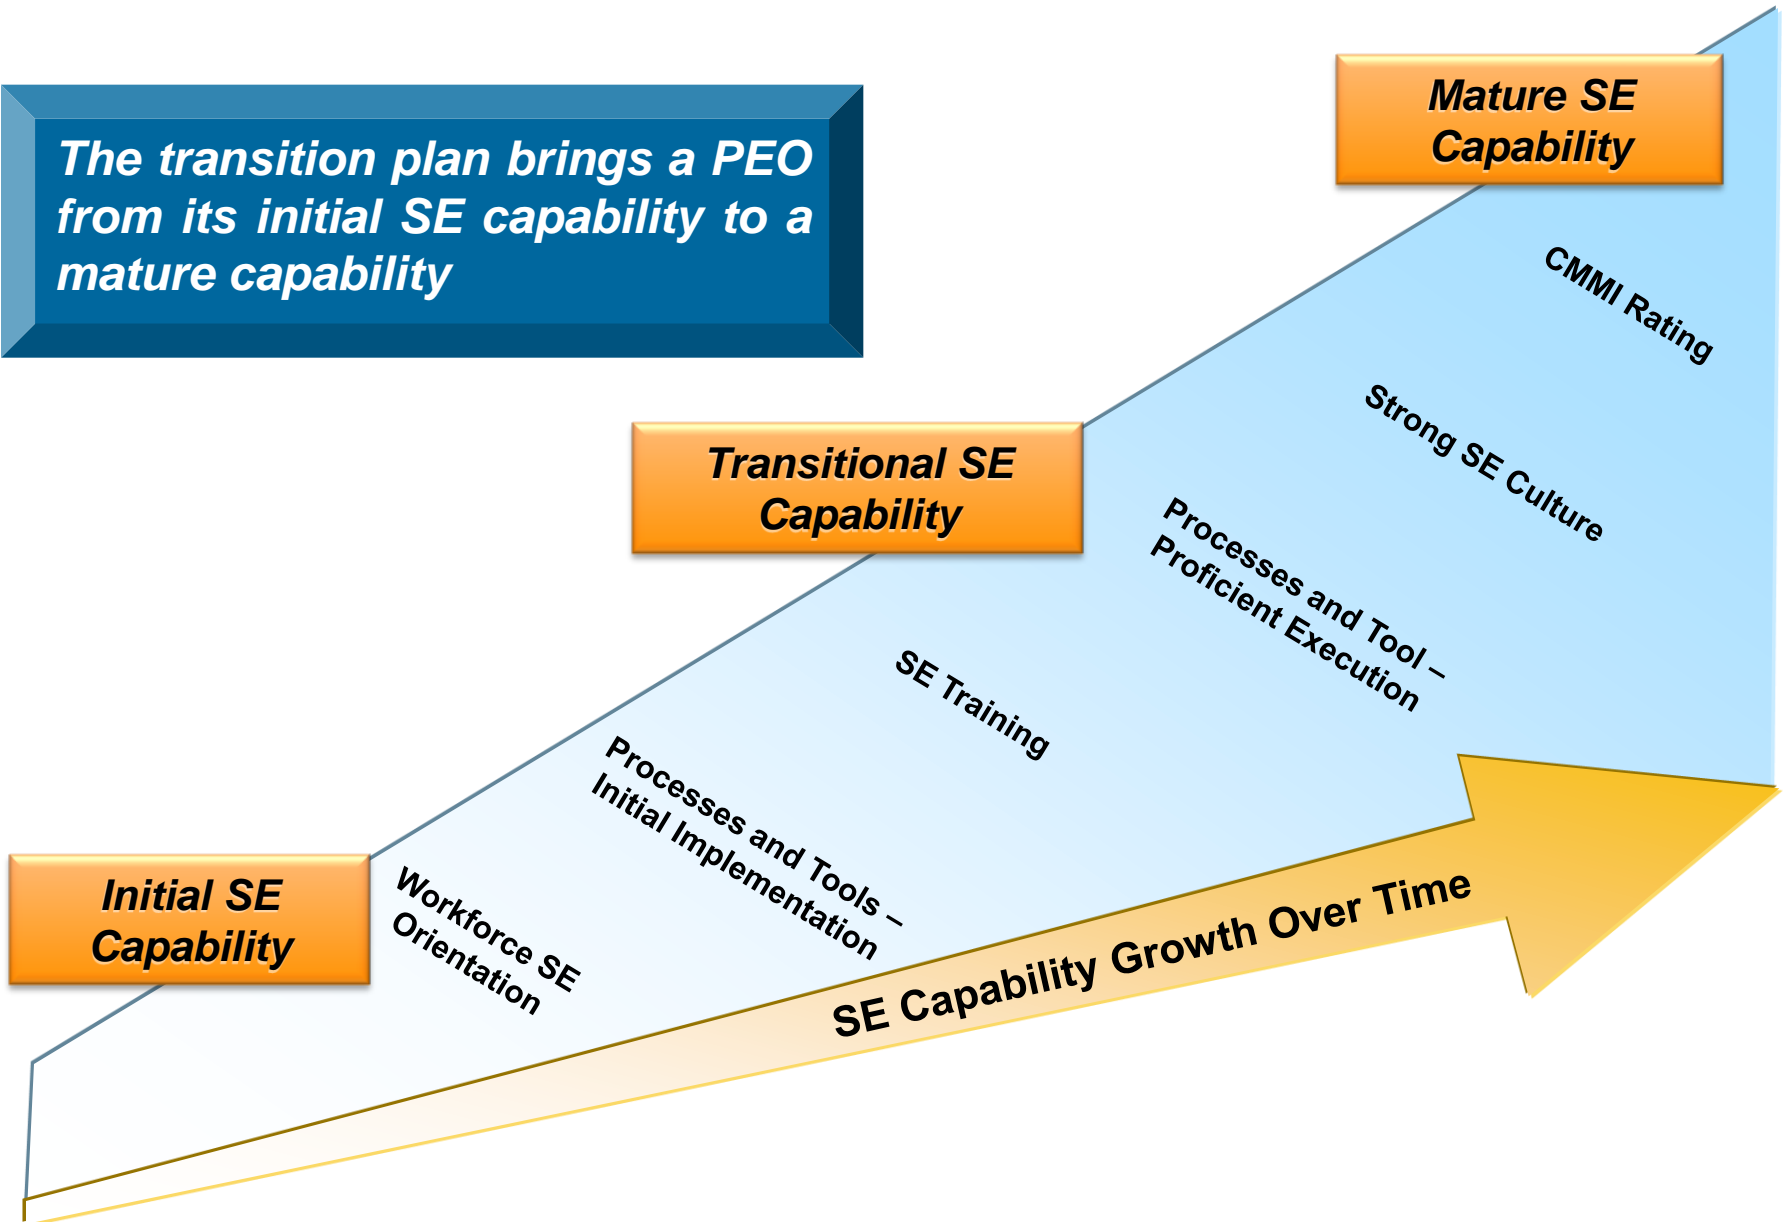 The transition plan brings a PEO
from its initial SE capability to a
mature capability
Mature SE
Capability
CMMI Rating
Strong SE Culture
Transitional SE
Capability
Processes and Tool –
Proficient Execution
SE Training
Processes and Tools –
Initial Implementation
Initial SE
Capability
Workforce SE
Orientation
SE Capability Growth Over Time